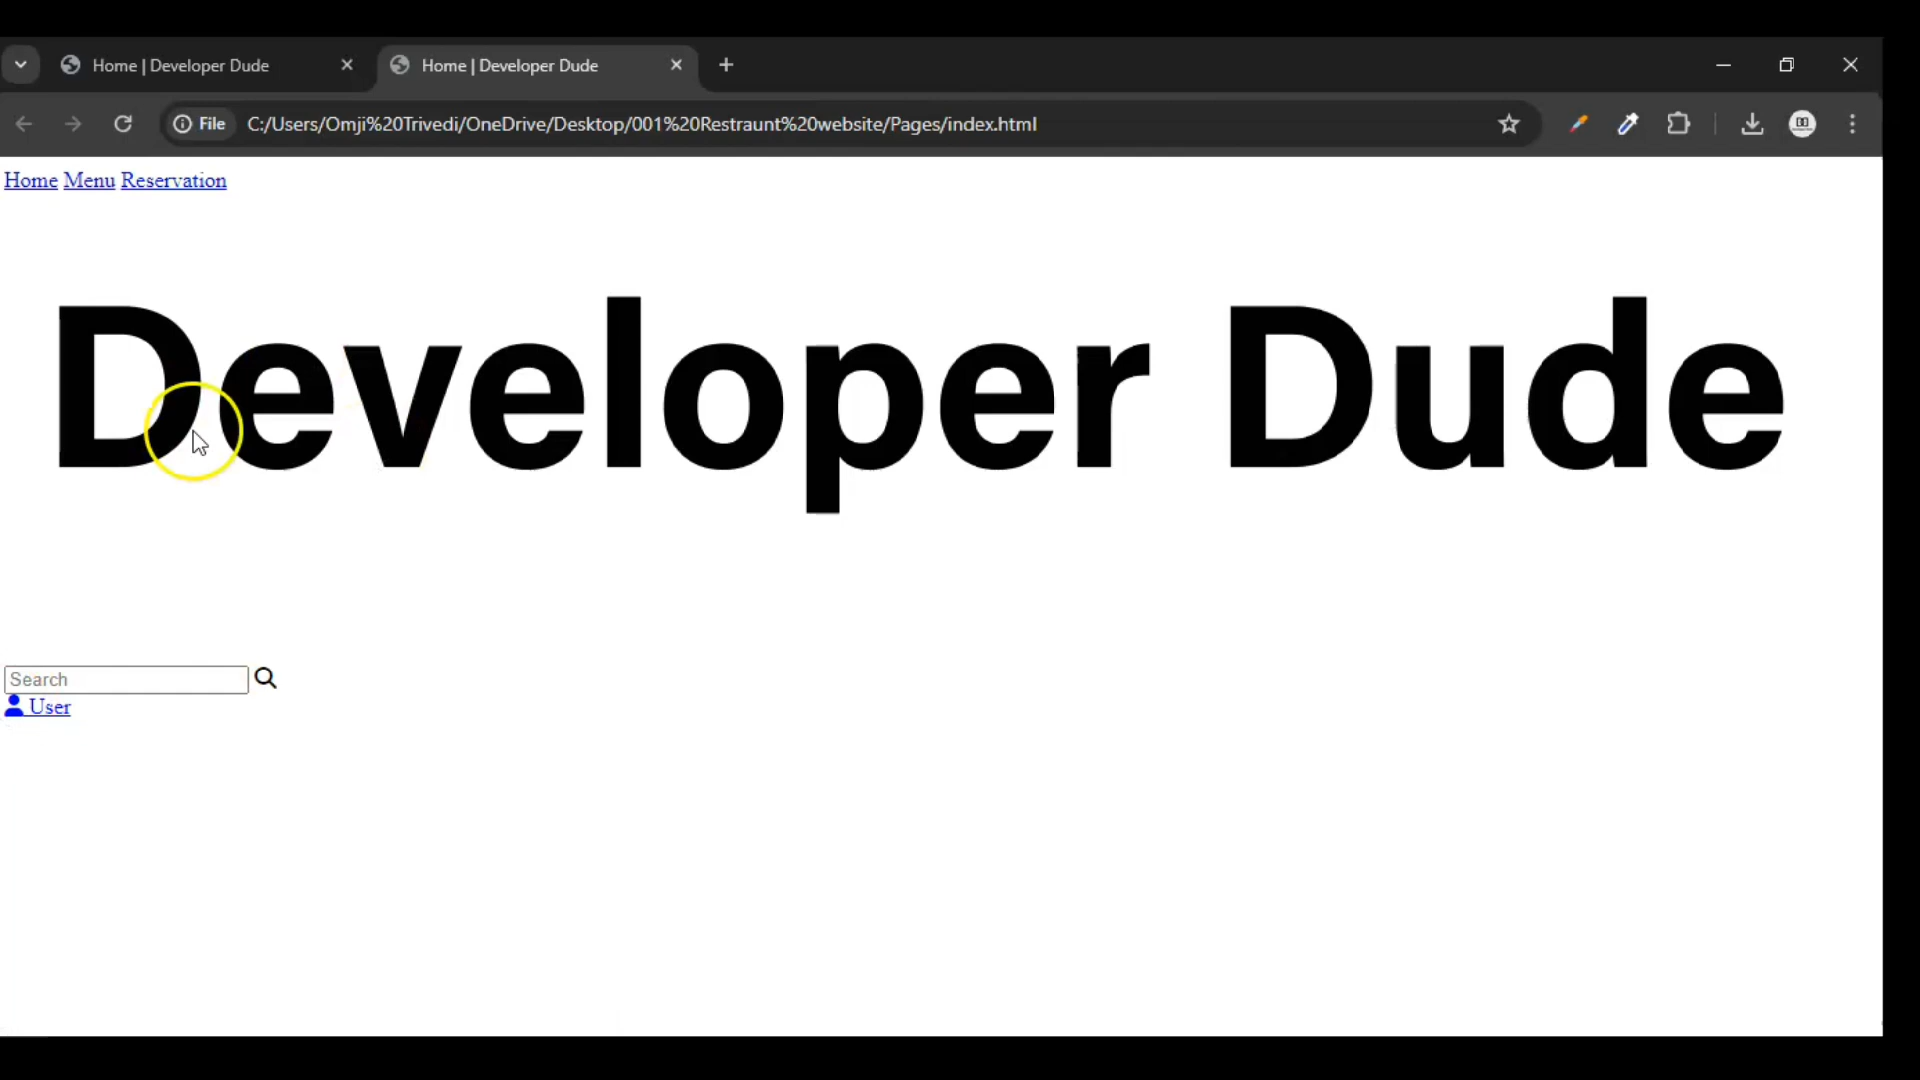 Home | Developer Dude
Home | Developer Dude
File C:/Users/Omji%20Trivedi/OneDrive/Desktop/001%20Restraunt%20website/Pages/index.html
Home Menu Reservation
Developer Dude
Search
User